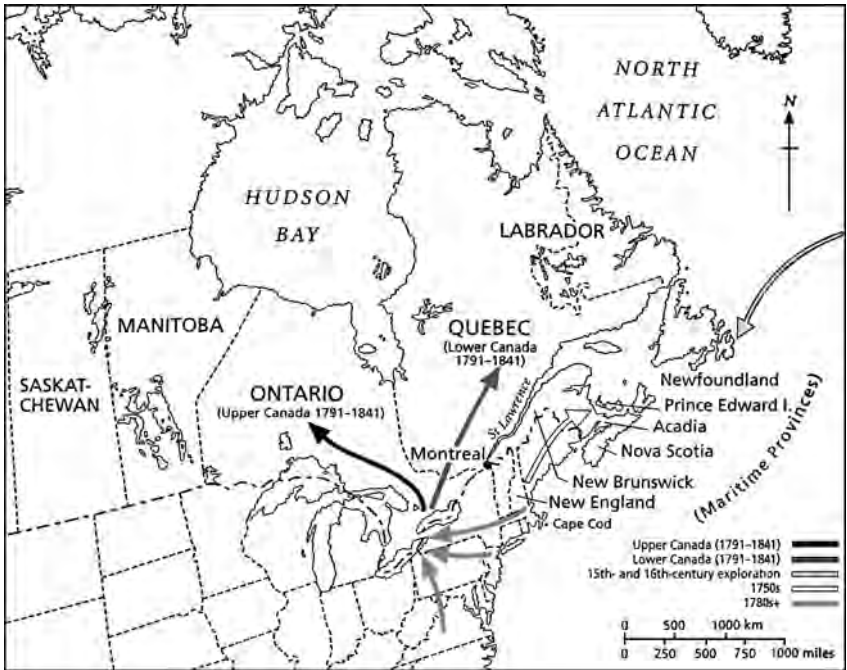 NORTH
ATLANTIC
OCEAN
N
HUDSON
BAY
LABRADOR
MANITOBA
QUEBEC
(Lower Canada
1791–1841)
SASKAT-
CHEWAN
ONTARIO
(Upper Canada 1791–1841)
St Lawrence
Newfoundland
Prince Edward I.
Acadia
Montreal
Nova Scotia
New Brunswick
New England
Cape Cod
(Maritime Provinces)
Upper Canada (1791–1841)
Lower Canada (1791–1841)
15th- and 16th-century exploration
1750s
1780s+
0 500 1000 km
0 250 500 750 1000 miles